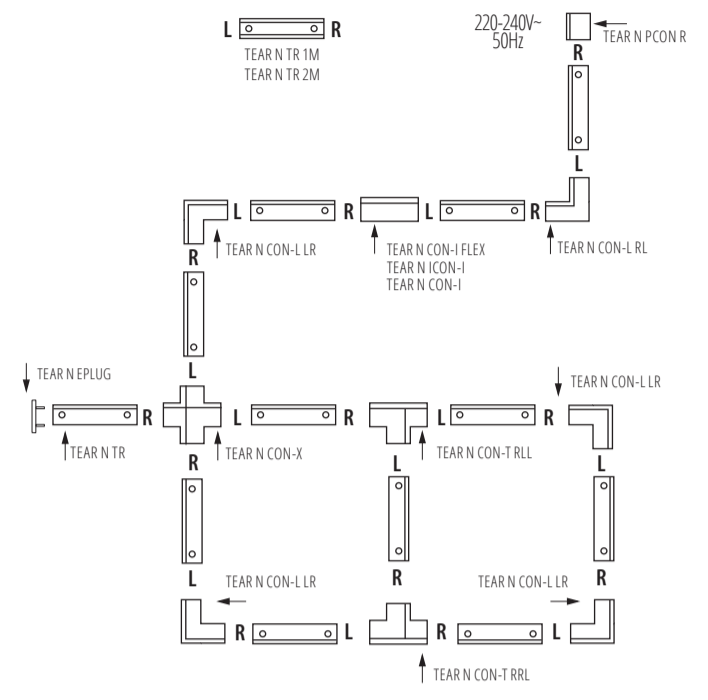 L R
TEAR N TR 1M
TEAR N TR 2M
220-240V~
50Hz
TEAR N PCON R
R
L
L R L R
TEAR N CON-L LR
TEAR N CON-I FLEX
TEAR N ICON-I
TEAR N CON-I
TEAR N CON-L RL
R
L
TEAR N EPLUG
TEAR N CON-L LR
R L R L R
TEAR N TR
TEAR N CON-X
TEAR N CON-T RLL
R L L
L R R
TEAR N CON-L LR
TEAR N CON-L LR
R L R L
TEAR N CON-T RRL